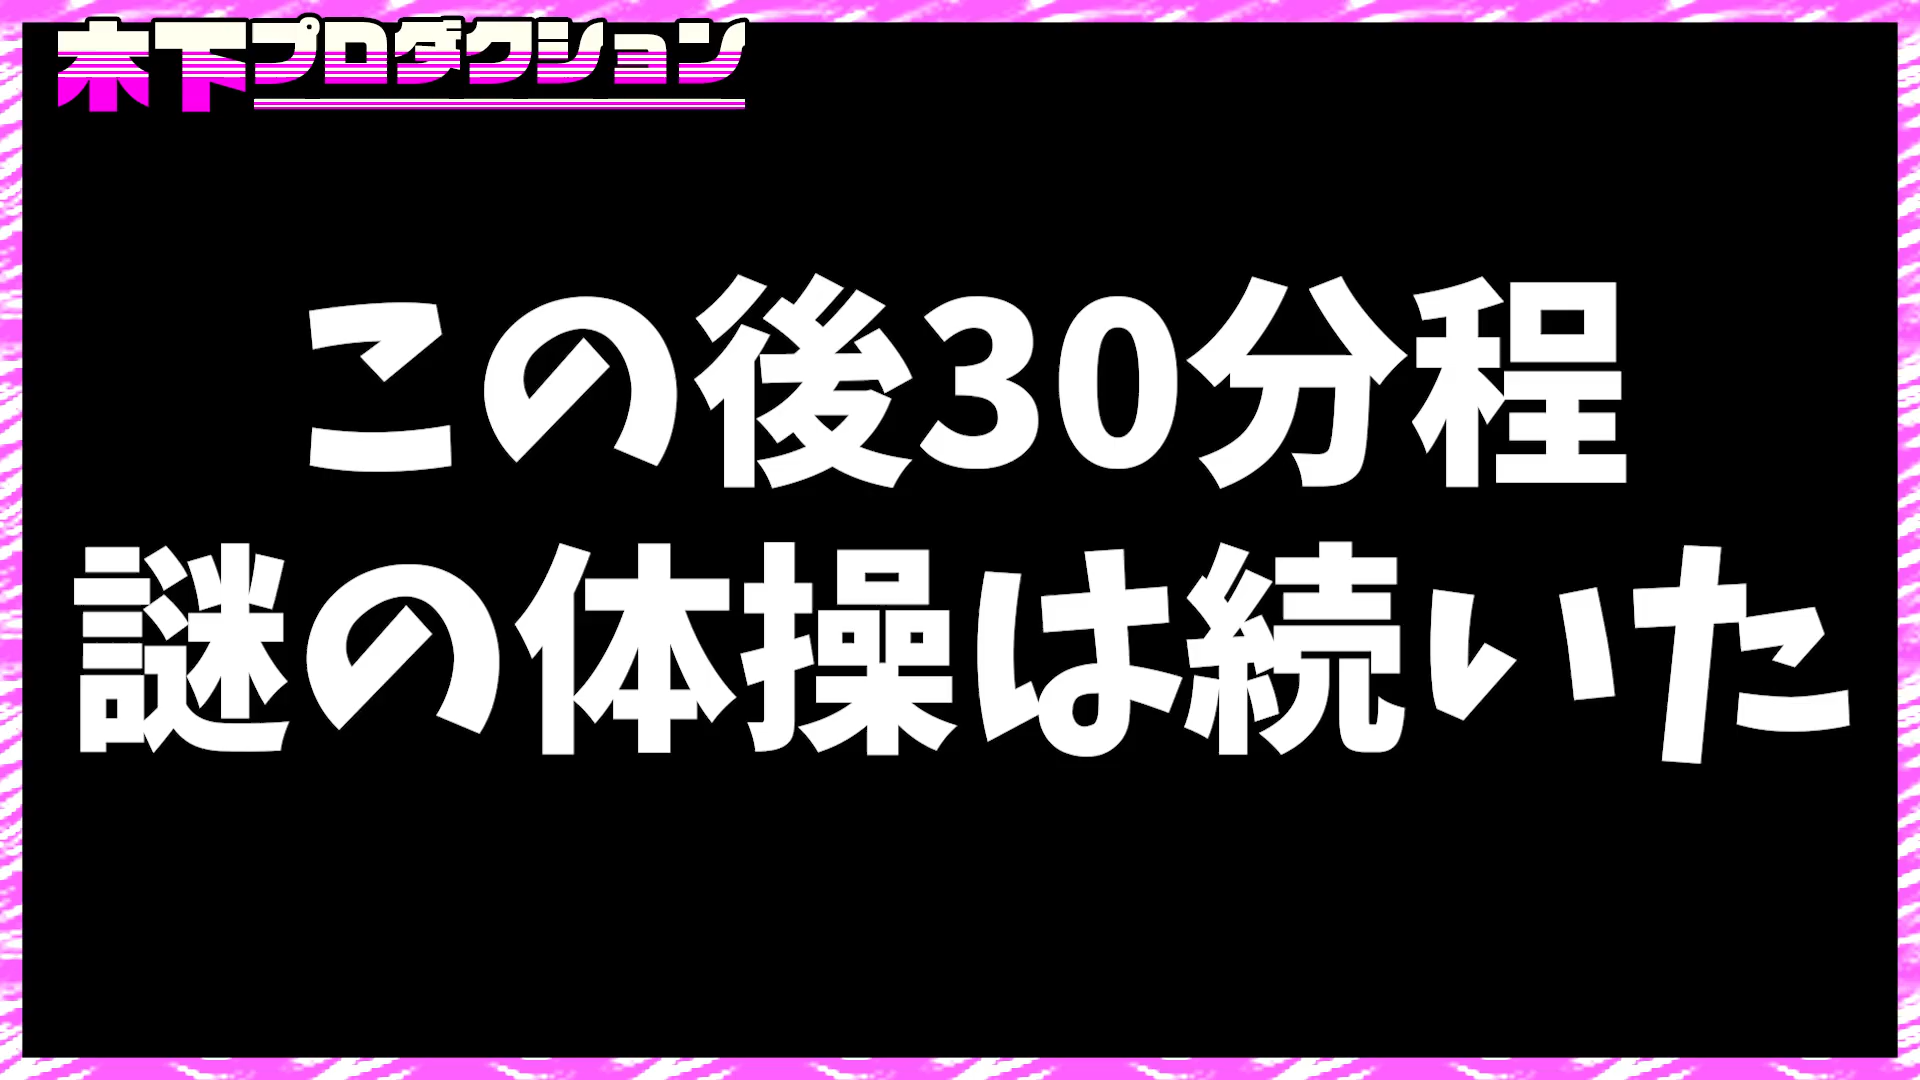 木下プロダクション
この後30分程
謎の体操は続いた